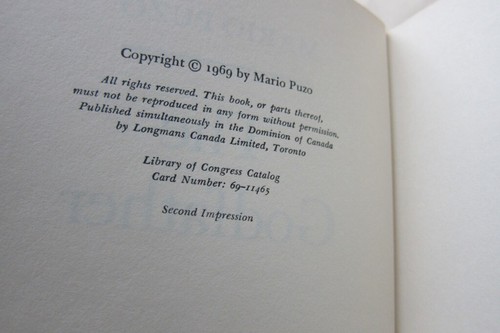 Copyright © 1969 by Mario Puzo
All rights reserved. This book, or parts thereof,
must not be reproduced in any form without permission.
Published simultaneously in the Dominion of Canada
by Longmans Canada Limited, Toronto
Library of Congress Catalog
Card Number: 69-11465
Second Impression